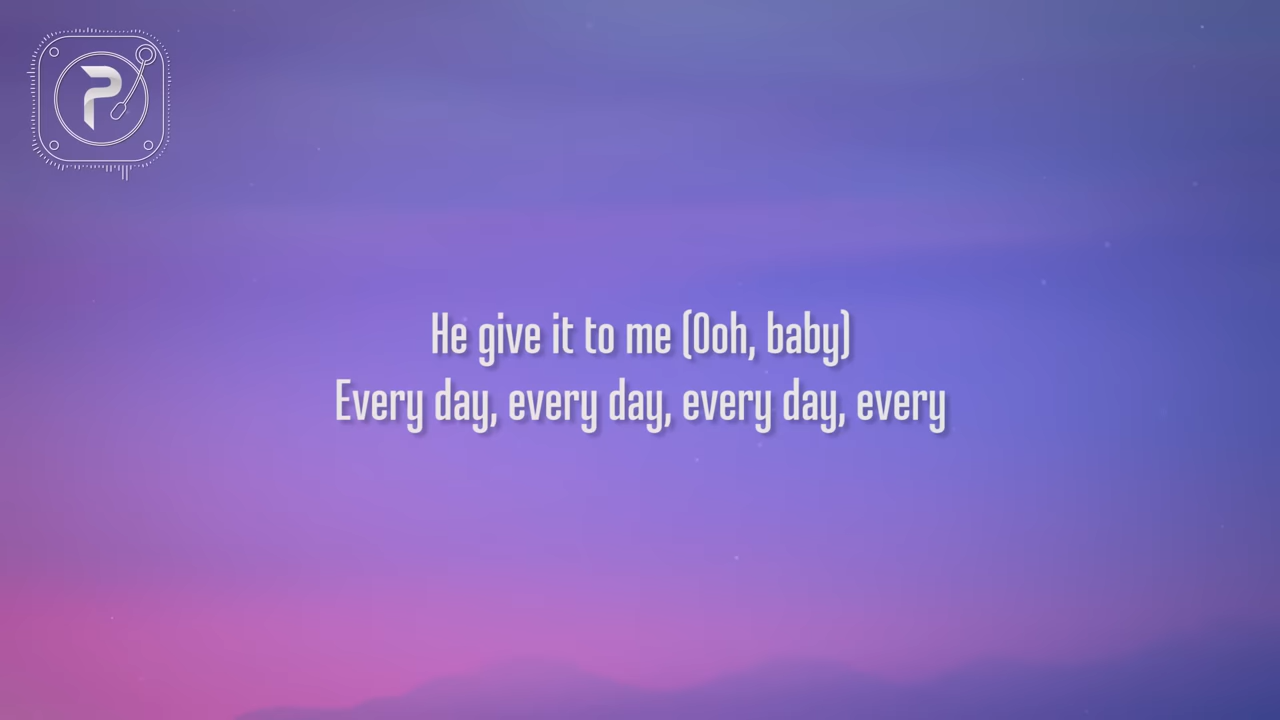 P
He give it to me (Ooh, baby)
Every day, every day, every day, every